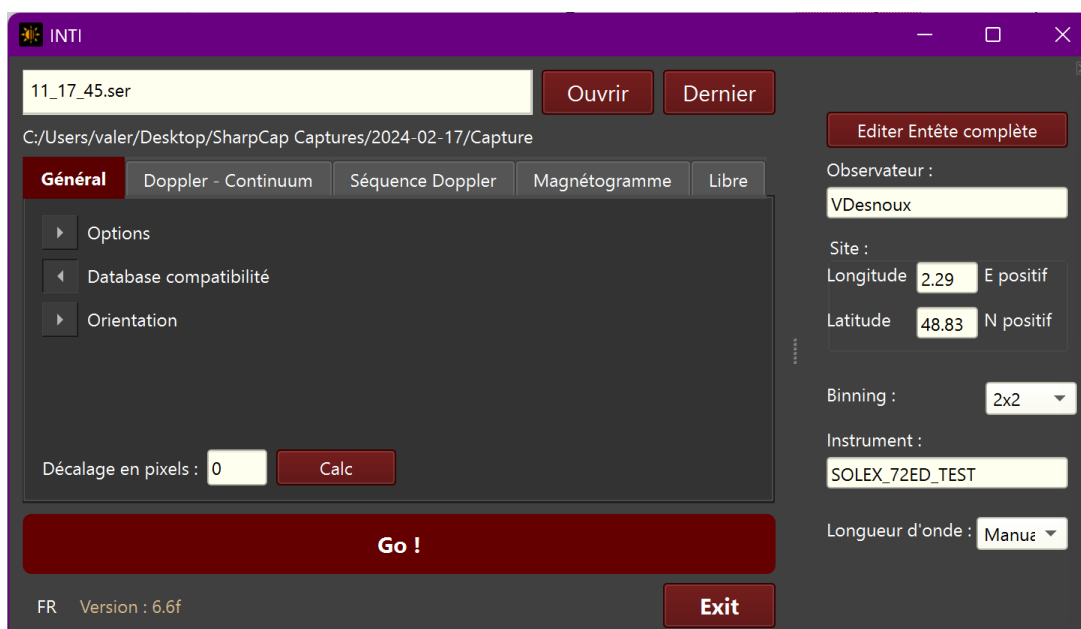 INTI
11_17_45.ser
Ouvrir
Dernier
C:/Users/valer/Desktop/SharpCap Captures/2024-02-17/Capture
Général
Doppler - Continuum
Séquence Doppler
Magnétogramme
Libre
Options
Database compatibilité
Orientation
Décalage en pixels :
0
Calc
Go !
FR
Version : 6.6f
Exit
Editer Entête complète
Observateur :
VDesnoux
Site :
Longitude 2.29 E positif
Latitude 48.83 N positif
Binning : 2x2
Instrument :
SOLEX_72ED_TEST
Longueur d'onde : Manua